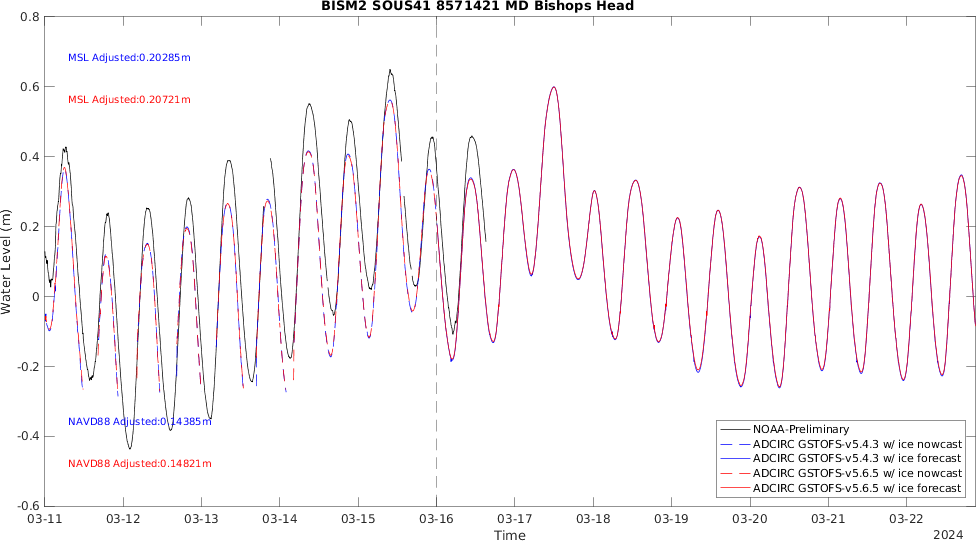 BISM2 SOUS41 8571421 MD Bishops Head
0.8
0.6
0.4
0.2
0
-0.2
-0.4
-0.6
Water Level (m)
MSL Adjusted:0.20285m
MSL Adjusted:0.20721m
NAVD88 Adjusted:0.14385m
NAVD88 Adjusted:0.14821m
NOAA-Preliminary
ADCIRC GSTOFS-v5.4.3 w/ ice nowcast
ADCIRC GSTOFS-v5.4.3 w/ ice forecast
ADCIRC GSTOFS-v5.6.5 w/ ice nowcast
ADCIRC GSTOFS-v5.6.5 w/ ice forecast
03-11 03-12 03-13 03-14 03-15 03-16 03-17 03-18 03-19 03-20 03-21 03-22
Time
2024